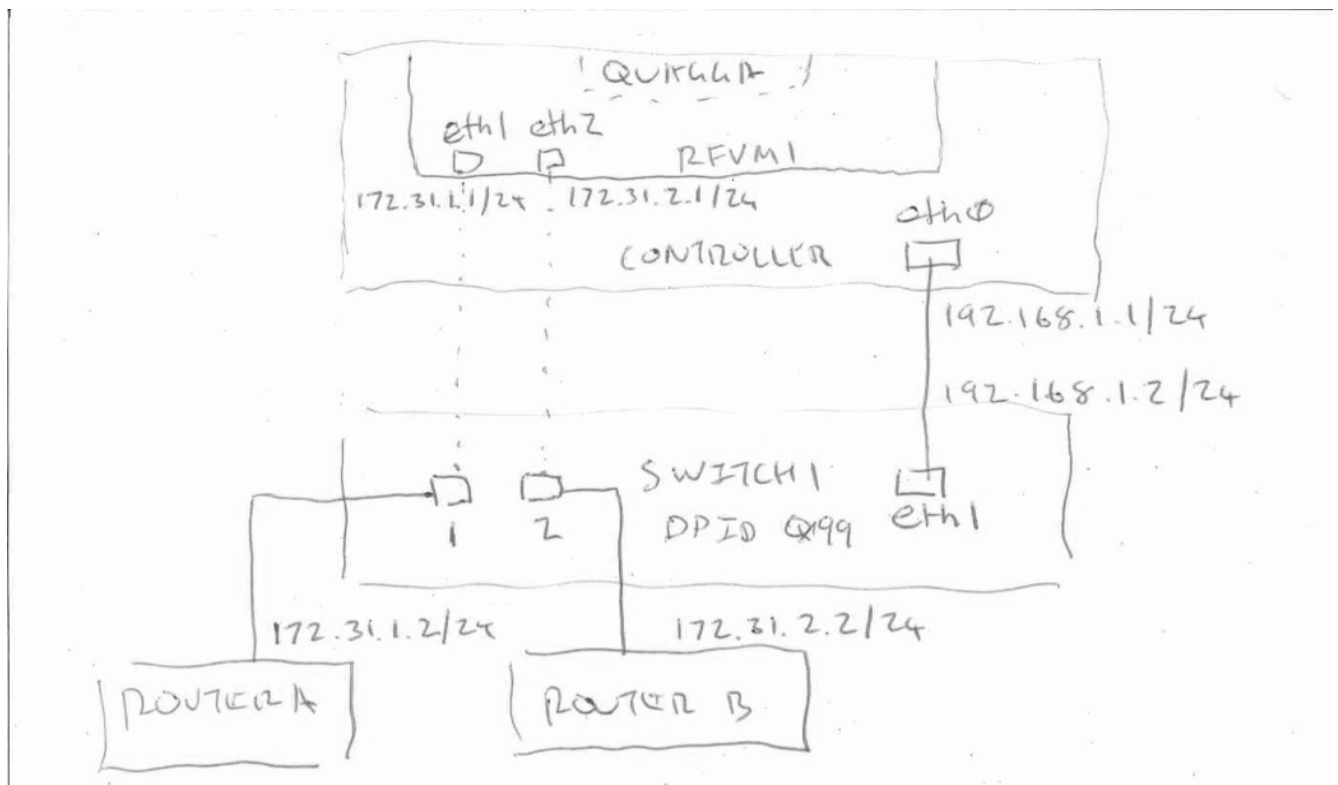 QUAGGA
eth1 eth2
RFVM1
172.31.1.1/24 172.31.2.1/24
eth0
CONTROLLER
192.168.1.1/24
192.168.1.2/24
SWITCH1
1 2 DPID 099 eth1
172.31.1.2/24 172.31.2.2/24
ROUTER A ROUTER B